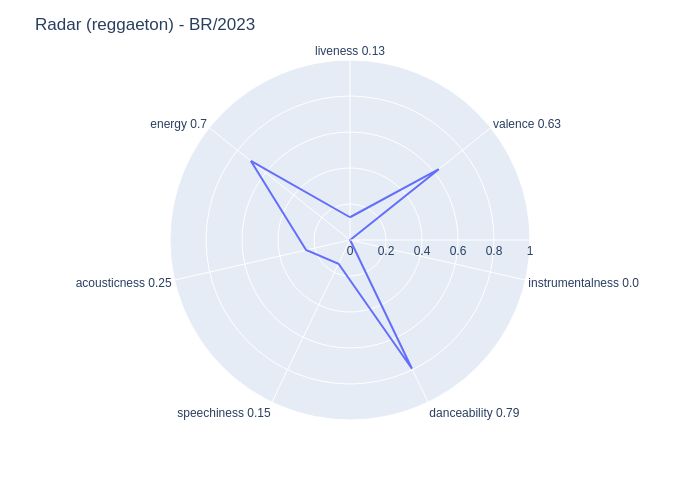 Radar (reggaeton) - BR/2023
liveness 0.13
energy 0.7
valence 0.63
0 0.2 0.4 0.6 0.8 1
acousticness 0.25
instrumentalness 0.0
speechiness 0.15
danceability 0.79